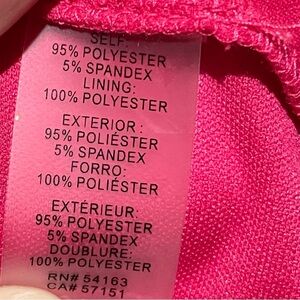 SELF:
95% POLYESTER
5% SPANDEX
LINING:
100% POLYESTER
EXTERIOR:
95% POLIÉSTER
5% SPANDEX
FORRO:
100% POLIÉSTER
EXTÉRIEUR:
95% POLYESTER
5% SPANDEX
DOUBLURE:
100% POLYESTER
RN# 54163
CA# 57151